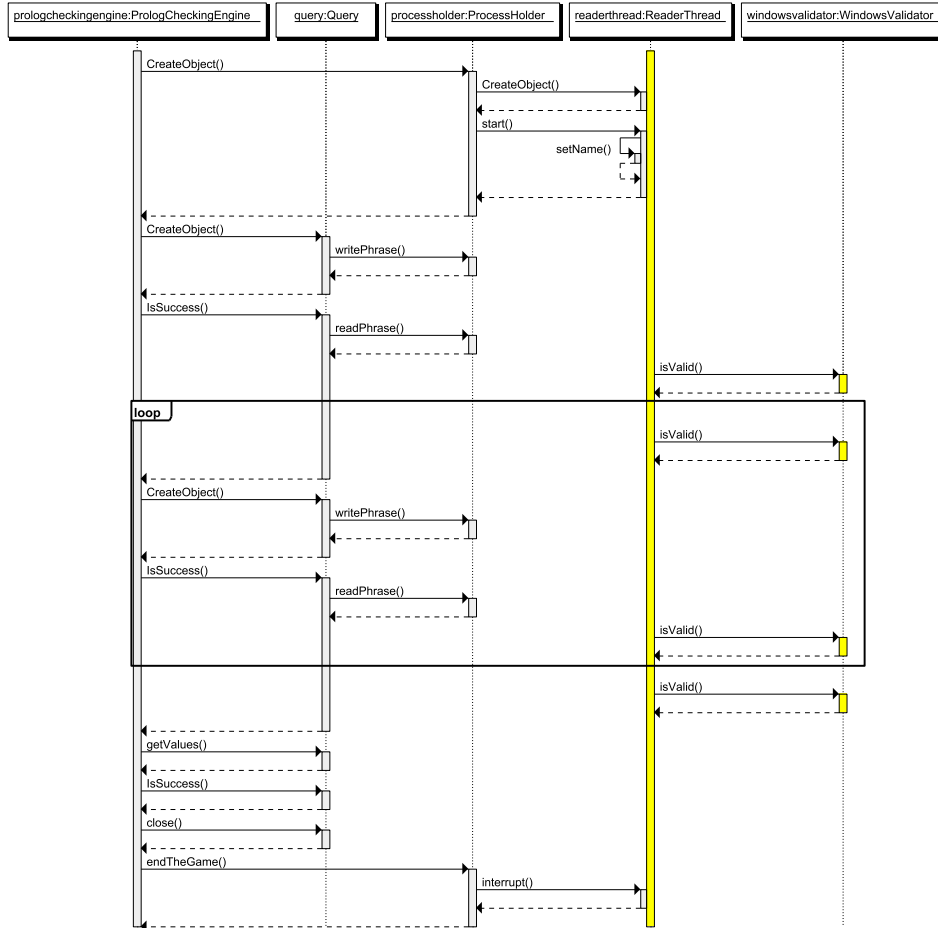 prologcheckingengine:PrologCheckingEngine
query:Query
processholder:ProcessHolder
readerthread:ReaderThread
windowsvalidator:WindowsValidator
CreateObject()
CreateObject()
start()
setName()
CreateObject()
writePhrase()
IsSuccess()
readPhrase()
isValid()
loop
isValid()
CreateObject()
writePhrase()
IsSuccess()
readPhrase()
isValid()
isValid()
getValues()
IsSuccess()
close()
endTheGame()
interrupt()